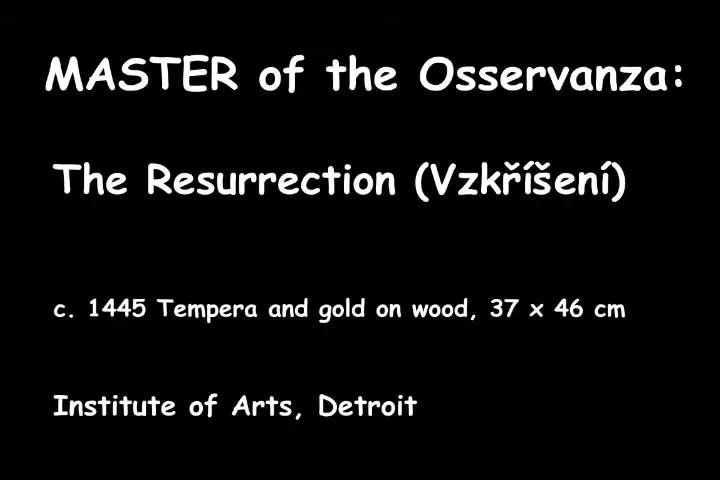 MASTER of the Osservanza:
The Resurrection (Vzkříšení)
c. 1445 Tempera and gold on wood, 37 x 46 cm
Institute of Arts, Detroit